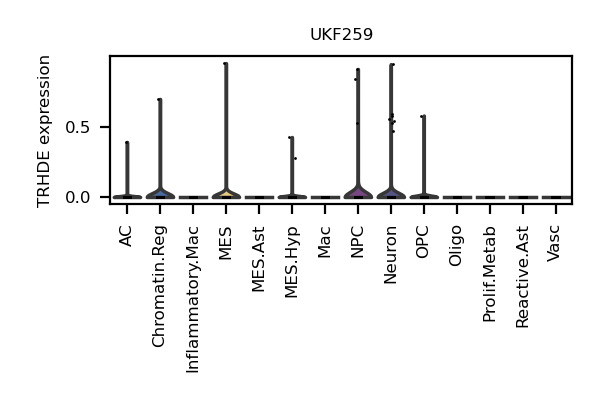 UKF259
TRHDE expression
0.5
0.0
AC
Chromatin.Reg
Inflammatory.Mac
MES
MES.Ast
MES.Hyp
Mac
NPC
Neuron
OPC
Oligo
Prolif.Metab
Reactive.Ast
Vasc